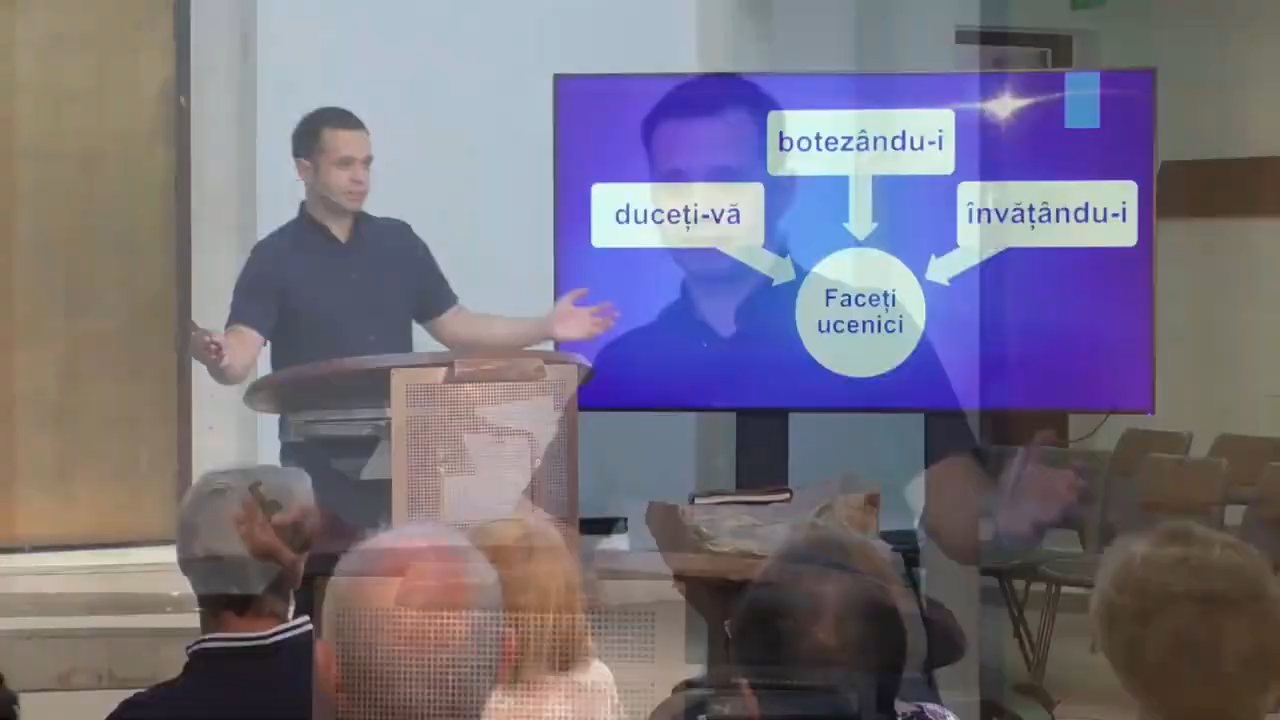 botezându-i
duceți-vă
învățându-i
Faceți
ucenici